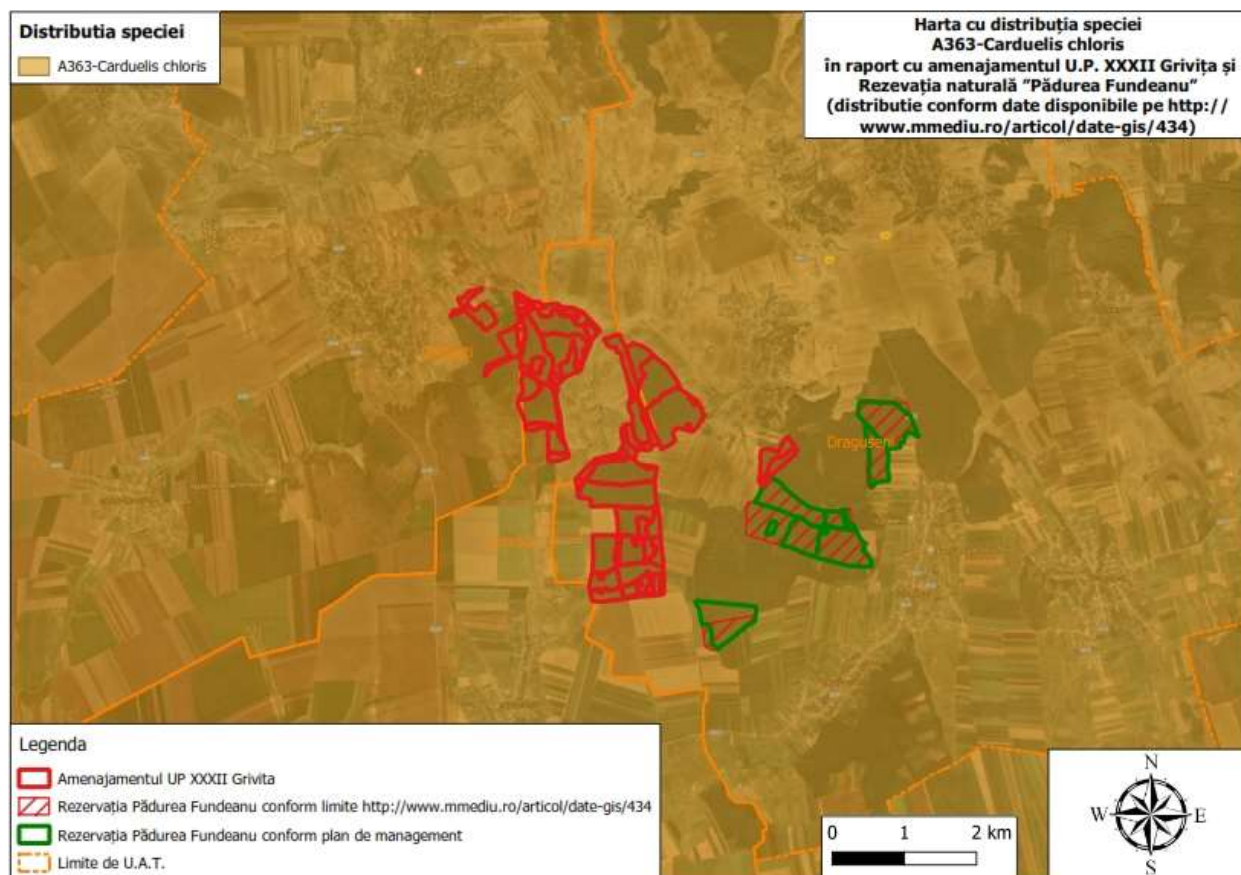 Distributia speciei
A363-Carduelis chloris
Harta cu distribuția speciei
A363-Carduelis chloris
în raport cu amenajamentul U.P. XXXII Grivița și
Rezevația naturală "Pădurea Fundeanu"
(distributie conform date disponibile pe http://
www.mmediu.ro/articol/date-gis/434)
Draguseni
Legenda
Amenajamentul UP XXXII Grivita
Rezervația Pădurea Fundeanu conform limite http://www.mmediu.ro/articol/date-gis/434
Rezervația Pădurea Fundeanu conform plan de management
Limite de U.A.T.
0 1 2 km
N
W E
S